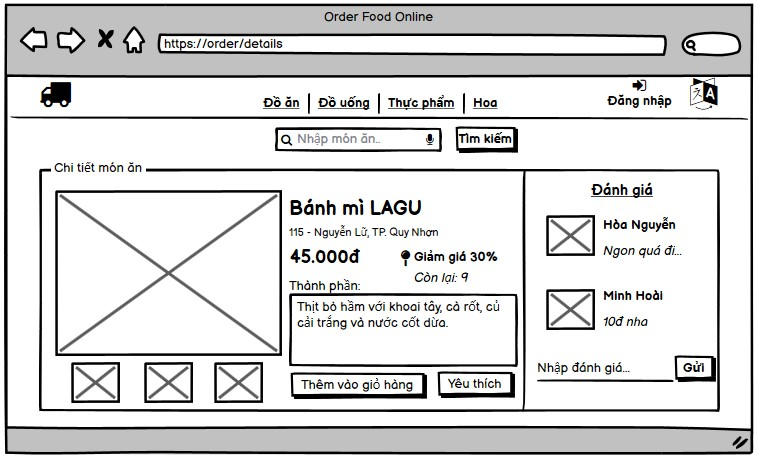 Order Food Online
https://order/details
Đồ ăn | Đồ uống | Thực phẩm | Hoa
Đăng nhập
Nhập món ăn..
Tìm kiếm
Chi tiết món ăn
Bánh mì LAGU
115 - Nguyễn Lữ, TP. Quy Nhơn
45.000đ
Giảm giá 30%
Còn lại: 9
Thành phần:
Thịt bò hầm với khoai tây, cà rốt, củ
cải trắng và nước cốt dừa.
Thêm vào giỏ hàng
Yêu thích
Đánh giá
Hòa Nguyễn
Ngon quá đi...
Minh Hoài
10đ nha
Nhập đánh giá...
Gửi